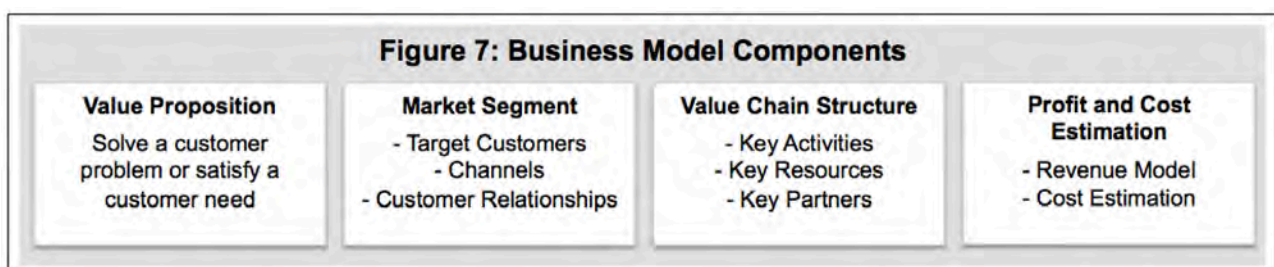 Figure 7: Business Model Components
Value Proposition
Solve a customer
problem or satisfy a
customer need
Market Segment
- Target Customers
- Channels
- Customer Relationships
Value Chain Structure
- Key Activities
- Key Resources
- Key Partners
Profit and Cost
Estimation
- Revenue Model
- Cost Estimation